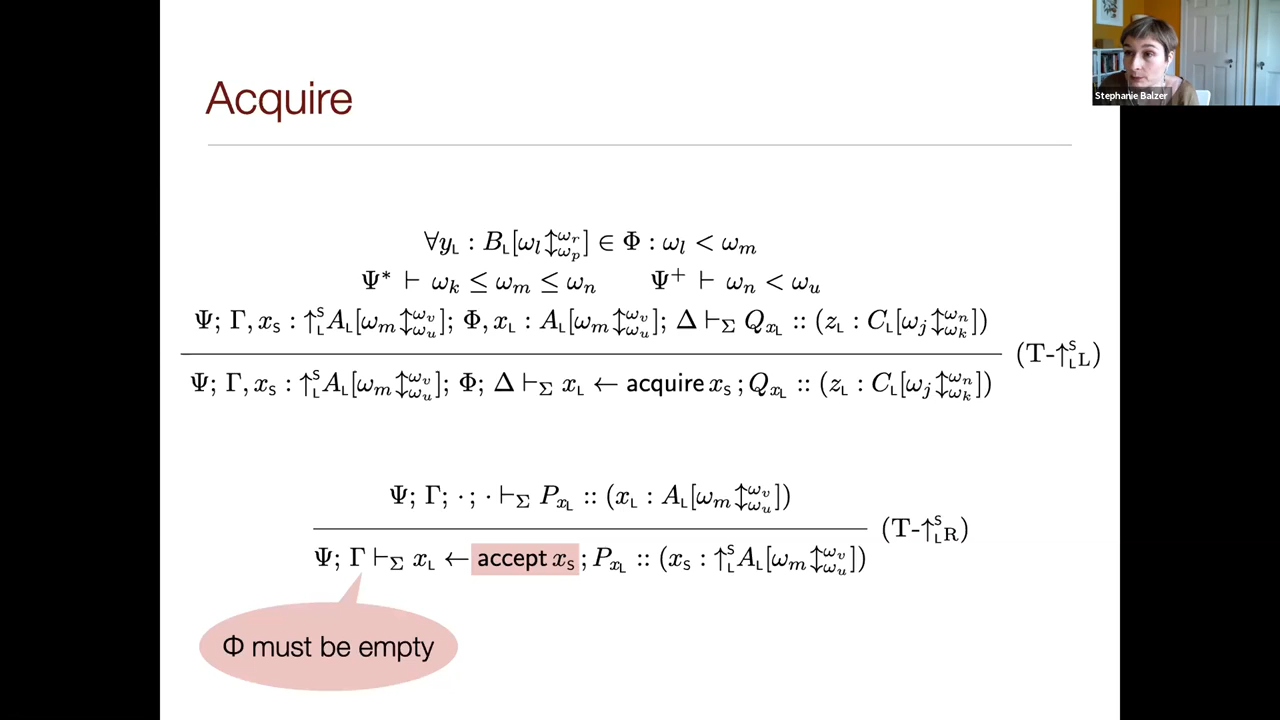 Stephanie Balzer
Acquire
∀y_L : B_L[ω_l↕^{ω_r}_{ω_p}] ∈ Φ : ω_l < ω_m
Ψ* ⊢ ω_k ≤ ω_m ≤ ω_n Ψ⁺ ⊢ ω_n < ω_u
Ψ; Γ, x_S : ↑^S_L A_L[ω_m↕^{ω_v}_{ω_u}]; Φ, x_L : A_L[ω_m↕^{ω_v}_{ω_u}]; Δ ⊢_Σ Q_{x_L} :: (z_L : C_L[ω_j↕^{ω_n}_{ω_k}])
(T-↑^S_L L)
Ψ; Γ, x_S : ↑^S_L A_L[ω_m↕^{ω_v}_{ω_u}]; Φ; Δ ⊢_Σ x_L ← acquire x_S ; Q_{x_L} :: (z_L : C_L[ω_j↕^{ω_n}_{ω_k}])
Ψ; Γ; · ; · ⊢_Σ P_{x_L} :: (x_L : A_L[ω_m↕^{ω_v}_{ω_u}])
(T-↑^S_L R)
Ψ; Γ ⊢_Σ x_L ← accept x_S ; P_{x_L} :: (x_S : ↑^S_L A_L[ω_m↕^{ω_v}_{ω_u}])
Φ must be empty